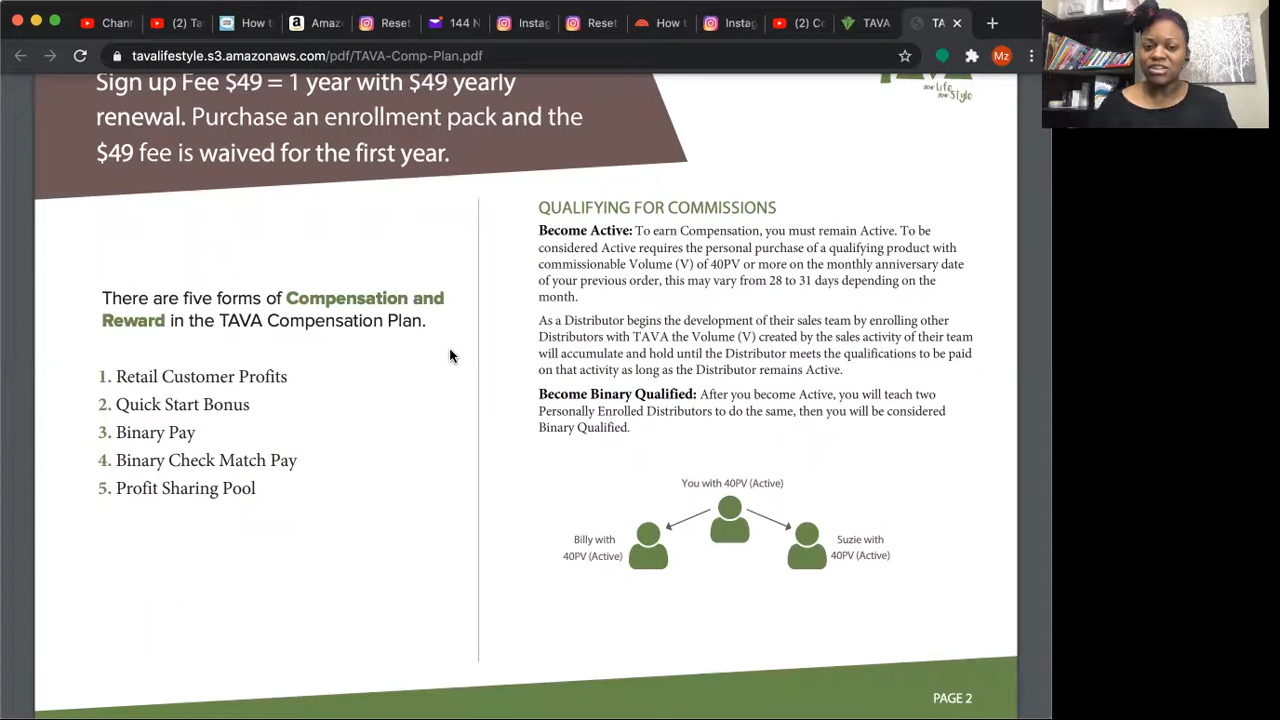 Chann
(2) Ta
How t
Amaz
Reset
144 N
Instag
Reset
How t
Instag
(2) Co
TAVA
TA
tavalifestyle.s3.amazonaws.com/pdf/TAVA-Comp-Plan.pdf
Mz
Sign up Fee $49 = 1 year with $49 yearly
renewal. Purchase an enrollment pack and the
$49 fee is waived for the first year.
TAVA
Your Life
Your Style
There are five forms of Compensation and
Reward in the TAVA Compensation Plan.
1. Retail Customer Profits
2. Quick Start Bonus
3. Binary Pay
4. Binary Check Match Pay
5. Profit Sharing Pool
QUALIFYING FOR COMMISSIONS
Become Active: To earn Compensation, you must remain Active. To be
considered Active requires the personal purchase of a qualifying product with
commissionable Volume (V) of 40PV or more on the monthly anniversary date
of your previous order, this may vary from 28 to 31 days depending on the
month.
As a Distributor begins the development of their sales team by enrolling other
Distributors with TAVA the Volume (V) created by the sales activity of their team
will accumulate and hold until the Distributor meets the qualifications to be paid
on that activity as long as the Distributor remains Active.
Become Binary Qualified: After you become Active, you will teach two
Personally Enrolled Distributors to do the same, then you will be considered
Binary Qualified.
You with 40PV (Active)
Billy with
40PV (Active)
Suzie with
40PV (Active)
PAGE 2